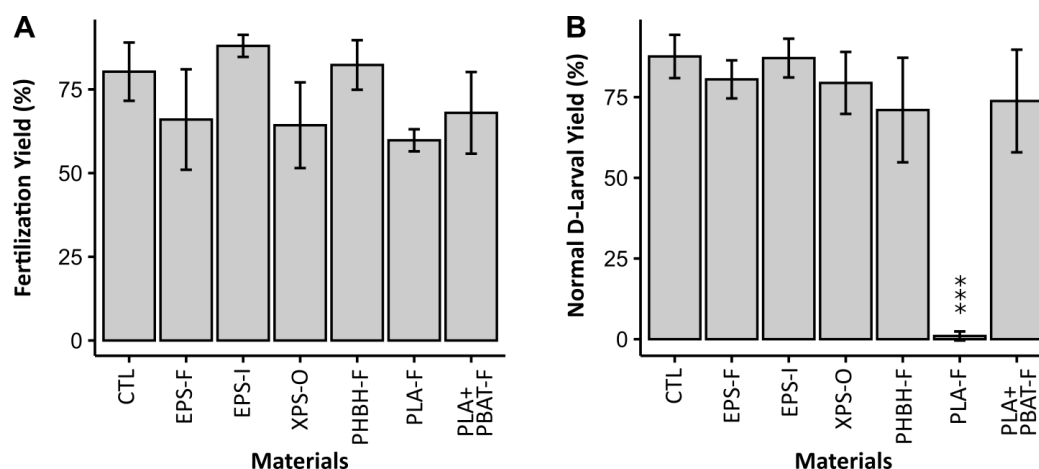 A
Fertilization Yield (%)
75
50
25
0
CTL
EPS-F
EPS-I
XPS-O
PHBH-F
PLA-F
PLA+
PBAT-F
Materials
B
Normal D-Larval Yield (%)
75
50
25
0
***
CTL
EPS-F
EPS-I
XPS-O
PHBH-F
PLA-F
PLA+
PBAT-F
Materials